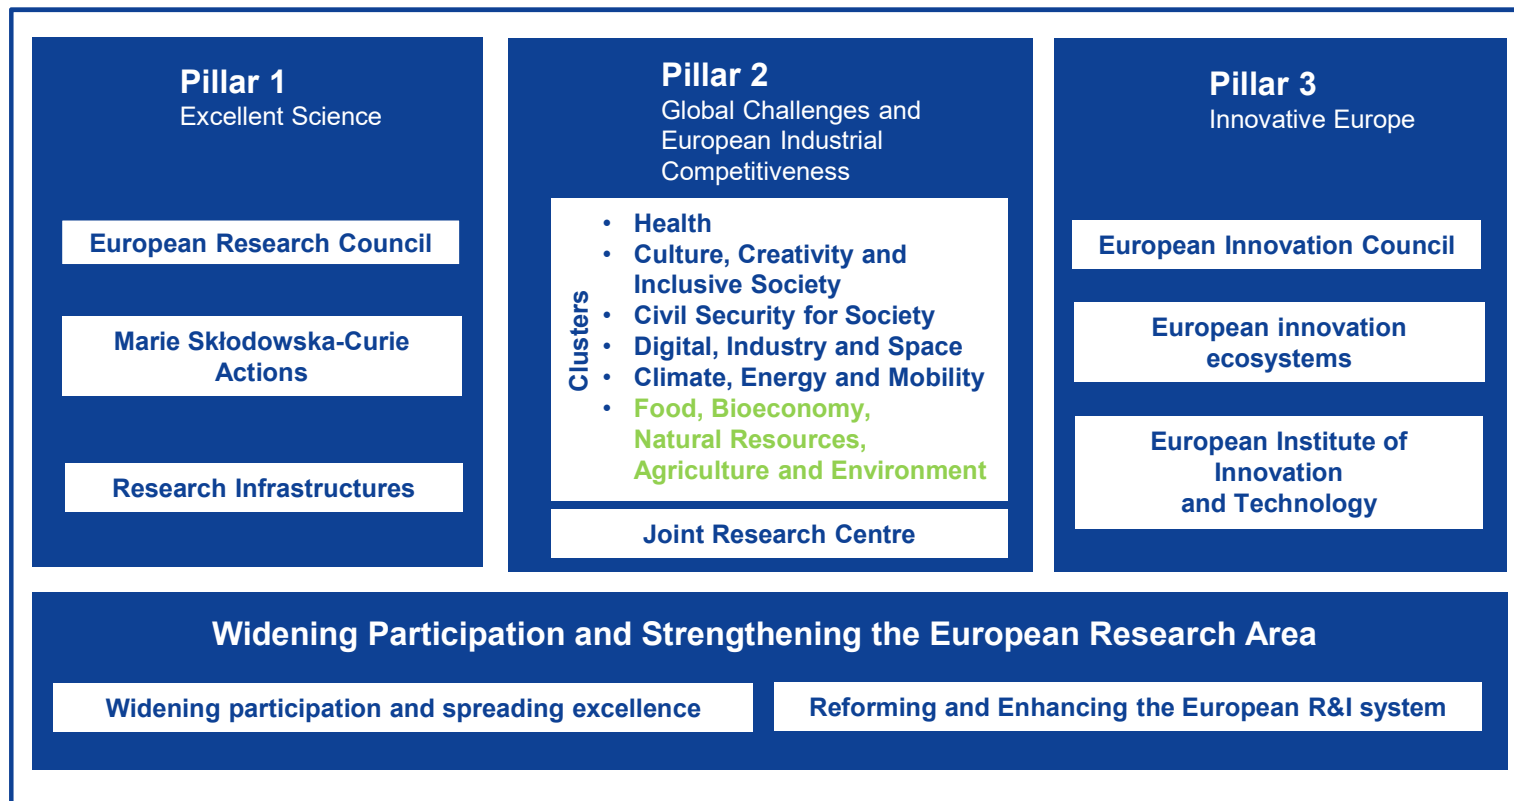 Pillar 1
Excellent Science
European Research Council
Marie Skłodowska-Curie
Actions
Research Infrastructures
Pillar 2
Global Challenges and
European Industrial
Competitiveness
Clusters
• Health
• Culture, Creativity and
Inclusive Society
• Civil Security for Society
• Digital, Industry and Space
• Climate, Energy and Mobility
• Food, Bioeconomy,
Natural Resources,
Agriculture and Environment
Joint Research Centre
Pillar 3
Innovative Europe
European Innovation Council
European innovation
ecosystems
European Institute of
Innovation
and Technology
Widening Participation and Strengthening the European Research Area
Widening participation and spreading excellence
Reforming and Enhancing the European R&I system